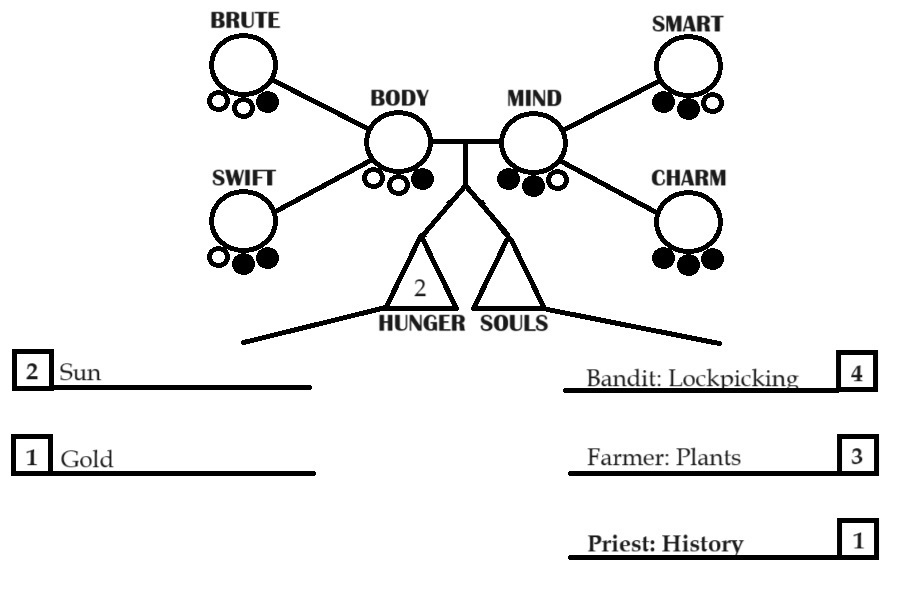 BRUTE
SMART
BODY
MIND
SWIFT
CHARM
2
HUNGER
SOULS
2 Sun
Bandit: Lockpicking 4
1 Gold
Farmer: Plants 3
Priest: History 1